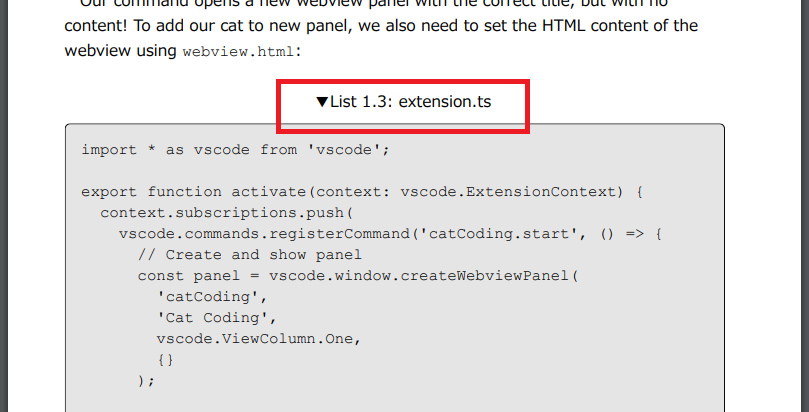 Our command opens a new webview panel with the correct title, but with no
content! To add our cat to new panel, we also need to set the HTML content of the
webview using webview.html:
▼List 1.3: extension.ts
import * as vscode from 'vscode';
export function activate(context: vscode.ExtensionContext) {
  context.subscriptions.push(
    vscode.commands.registerCommand('catCoding.start', () => {
      // Create and show panel
      const panel = vscode.window.createWebviewPanel(
        'catCoding',
        'Cat Coding',
        vscode.ViewColumn.One,
        {}
      );